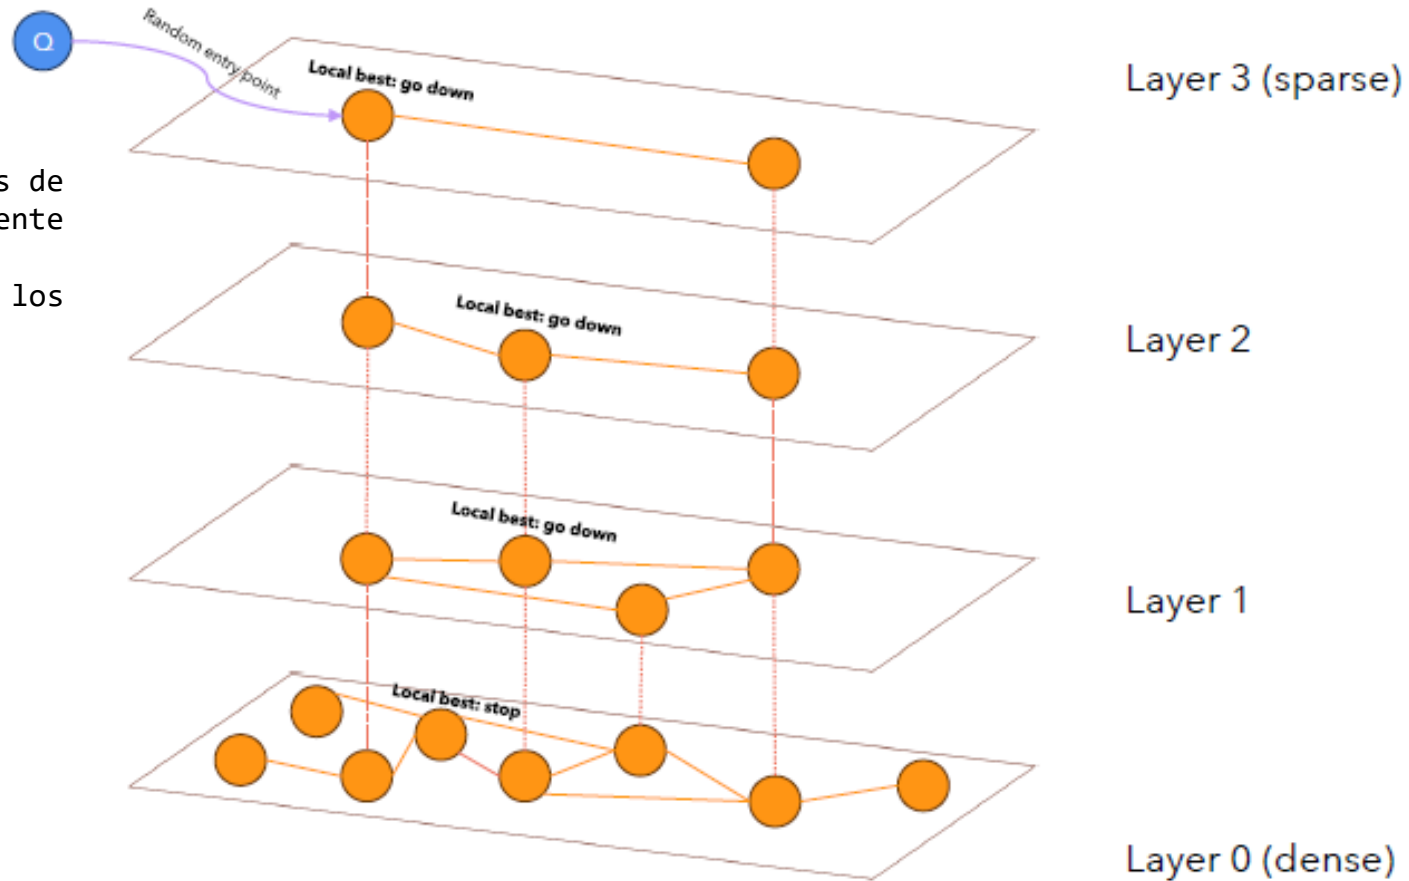 Q
Random entry point
Local best: go down
Layer 3 (sparse)
s de
ente
los
Local best: go down
Layer 2
Local best: go down
Layer 1
Local best: stop
Layer 0 (dense)